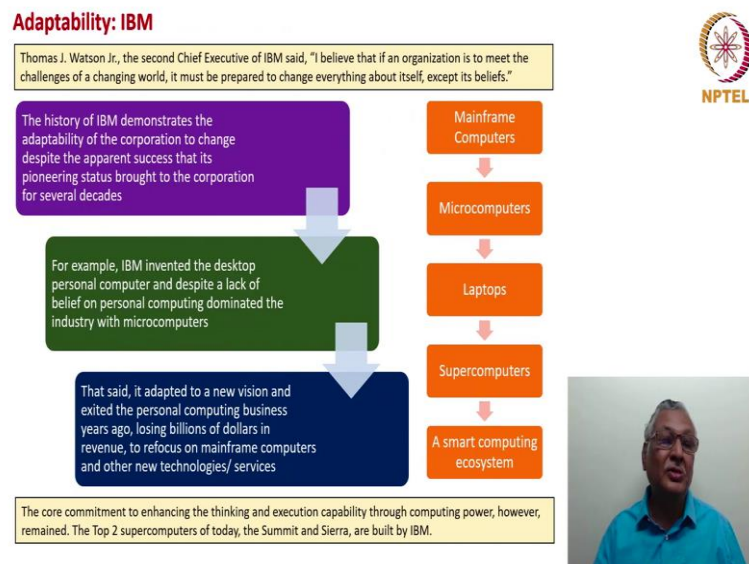 Adaptability: IBM
Thomas J. Watson Jr., the second Chief Executive of IBM said, “I believe that if an organization is to meet the
challenges of a changing world, it must be prepared to change everything about itself, except its beliefs.”
NPTEL
The history of IBM demonstrates the
adaptability of the corporation to change
despite the apparent success that its
pioneering status brought to the corporation
for several decades
For example, IBM invented the desktop
personal computer and despite a lack of
belief on personal computing dominated the
industry with microcomputers
That said, it adapted to a new vision and
exited the personal computing business
years ago, losing billions of dollars in
revenue, to refocus on mainframe computers
and other new technologies/ services
Mainframe
Computers
Microcomputers
Laptops
Supercomputers
A smart computing
ecosystem
The core commitment to enhancing the thinking and execution capability through computing power, however,
remained. The Top 2 supercomputers of today, the Summit and Sierra, are built by IBM.